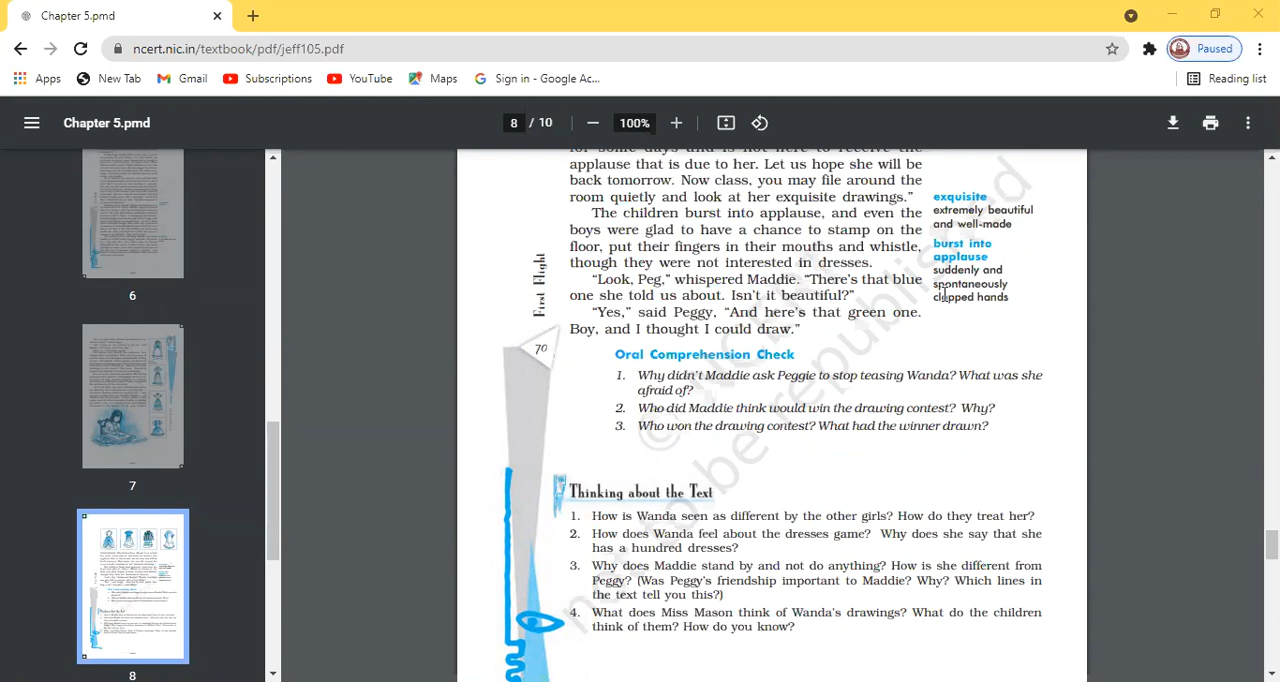 Chapter 5.pmd
ncert.nic.in/textbook/pdf/jeff105.pdf
Paused
Apps
New Tab
Gmail
Subscriptions
YouTube
Maps
Sign in - Google Ac...
Reading list
Chapter 5.pmd
8 / 10
100%
6
7
8
for some days and is not here to receive the
applause that is due to her. Let us hope she will be
back tomorrow. Now class, you may file around the
room quietly and look at her exquisite drawings.”
The children burst into applause, and even the
boys were glad to have a chance to stamp on the
floor, put their fingers in their mouths and whistle,
though they were not interested in dresses.
“Look, Peg,” whispered Maddie. “There’s that blue
one she told us about. Isn’t it beautiful?”
“Yes,” said Peggy, “And here’s that green one.
Boy, and I thought I could draw.”
exquisite
extremely beautiful
and well-made
burst into
applause
suddenly and
spontaneously
clapped hands
First Flight
70
Oral Comprehension Check
1. Why didn’t Maddie ask Peggie to stop teasing Wanda? What was she
afraid of?
2. Who did Maddie think would win the drawing contest? Why?
3. Who won the drawing contest? What had the winner drawn?
Thinking about the Text
1. How is Wanda seen as different by the other girls? How do they treat her?
2. How does Wanda feel about the dresses game? Why does she say that she
has a hundred dresses?
3. Why does Maddie stand by and not do anything? How is she different from
Peggy? (Was Peggy’s friendship important to Maddie? Why? Which lines in
the text tell you this?)
4. What does Miss Mason think of Wanda’s drawings? What do the children
think of them? How do you know?